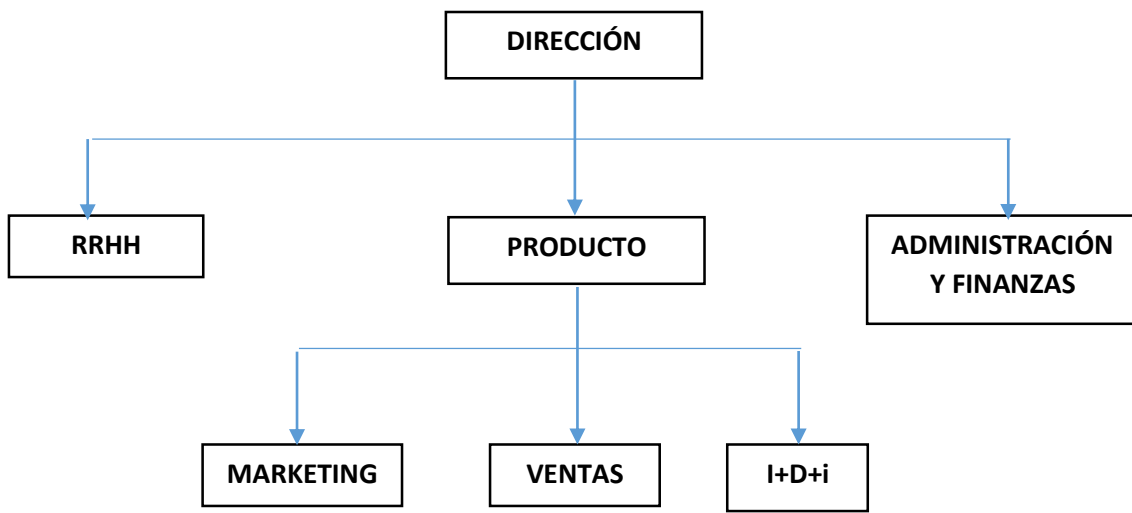 DIRECCIÓN
RRHH
PRODUCTO
ADMINISTRACIÓN
Y FINANZAS
MARKETING
VENTAS
I+D+i